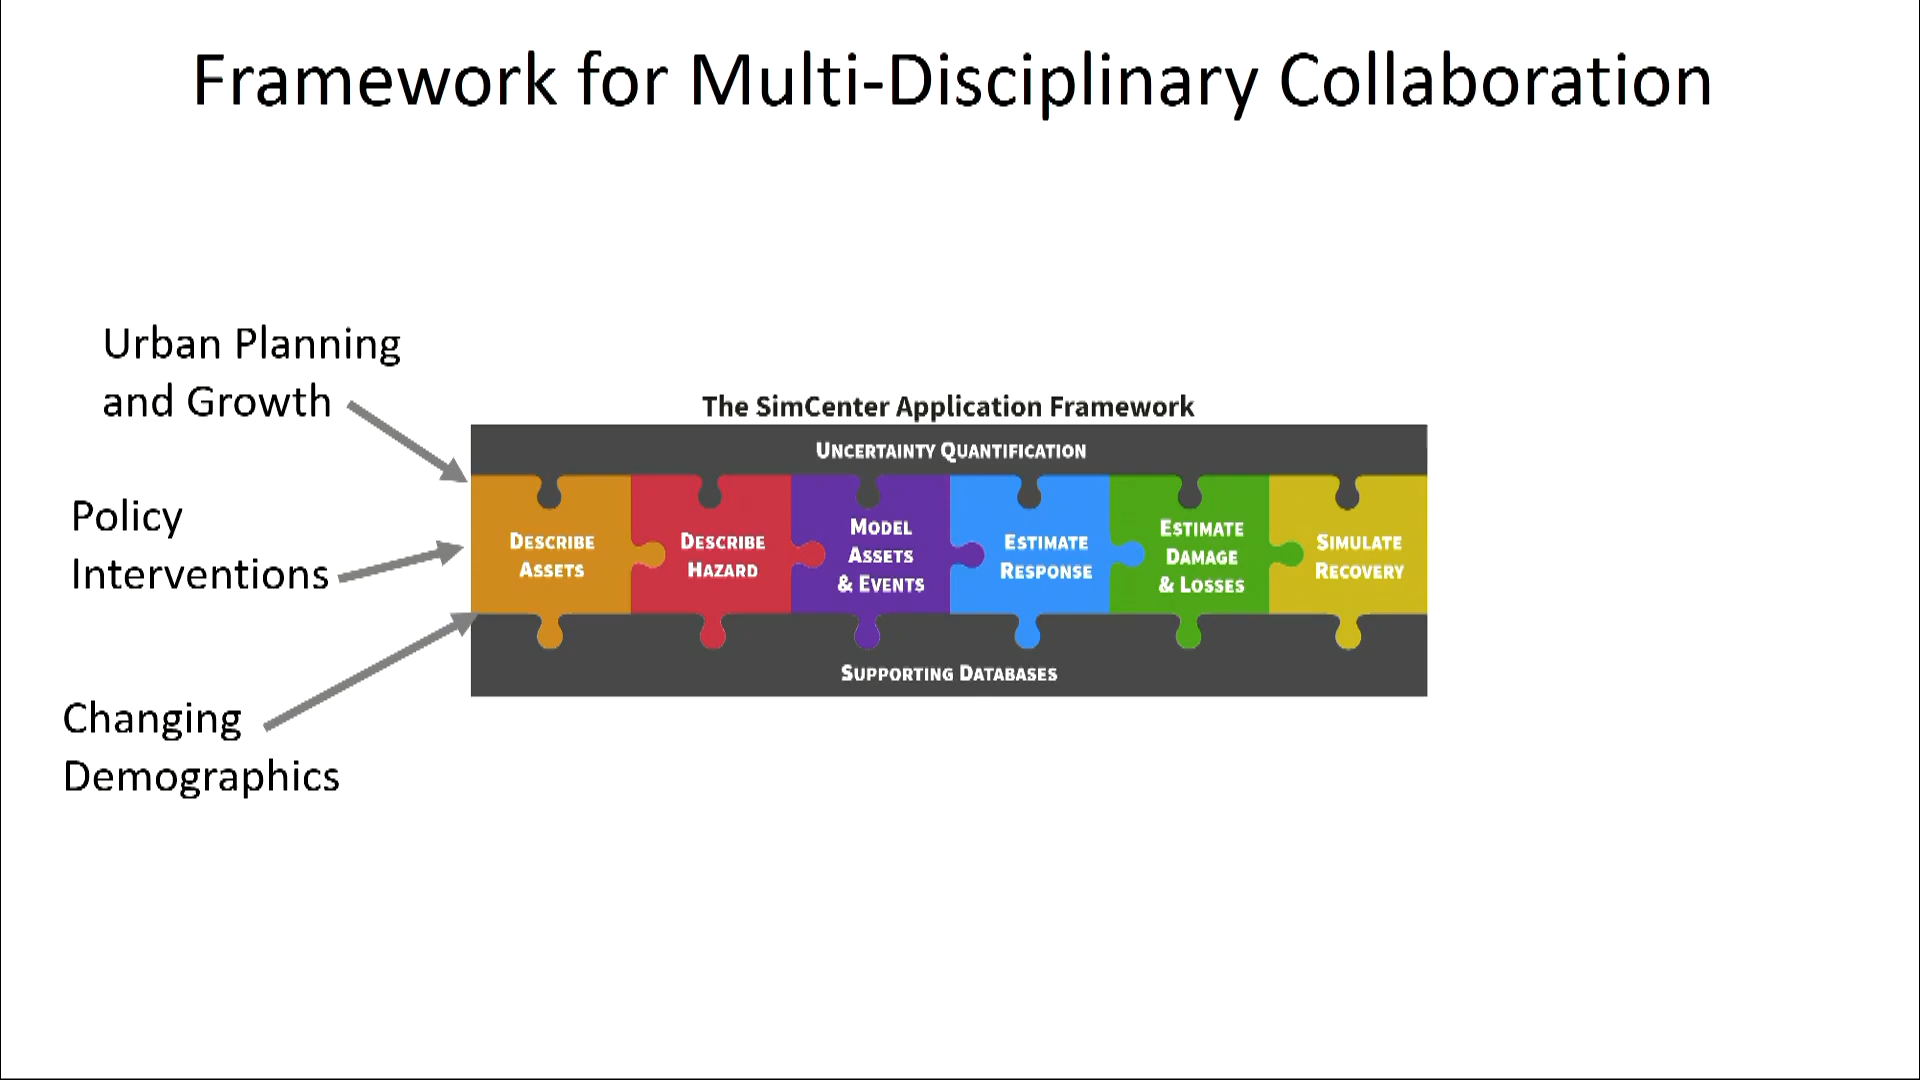 Framework for Multi-Disciplinary Collaboration
Urban Planning
and Growth
Policy
Interventions
Changing
Demographics
The SimCenter Application Framework
UNCERTAINTY QUANTIFICATION
DESCRIBE
ASSETS
DESCRIBE
HAZARD
MODEL
ASSETS
& EVENTS
ESTIMATE
RESPONSE
ESTIMATE
DAMAGE
& LOSSES
SIMULATE
RECOVERY
SUPPORTING DATABASES